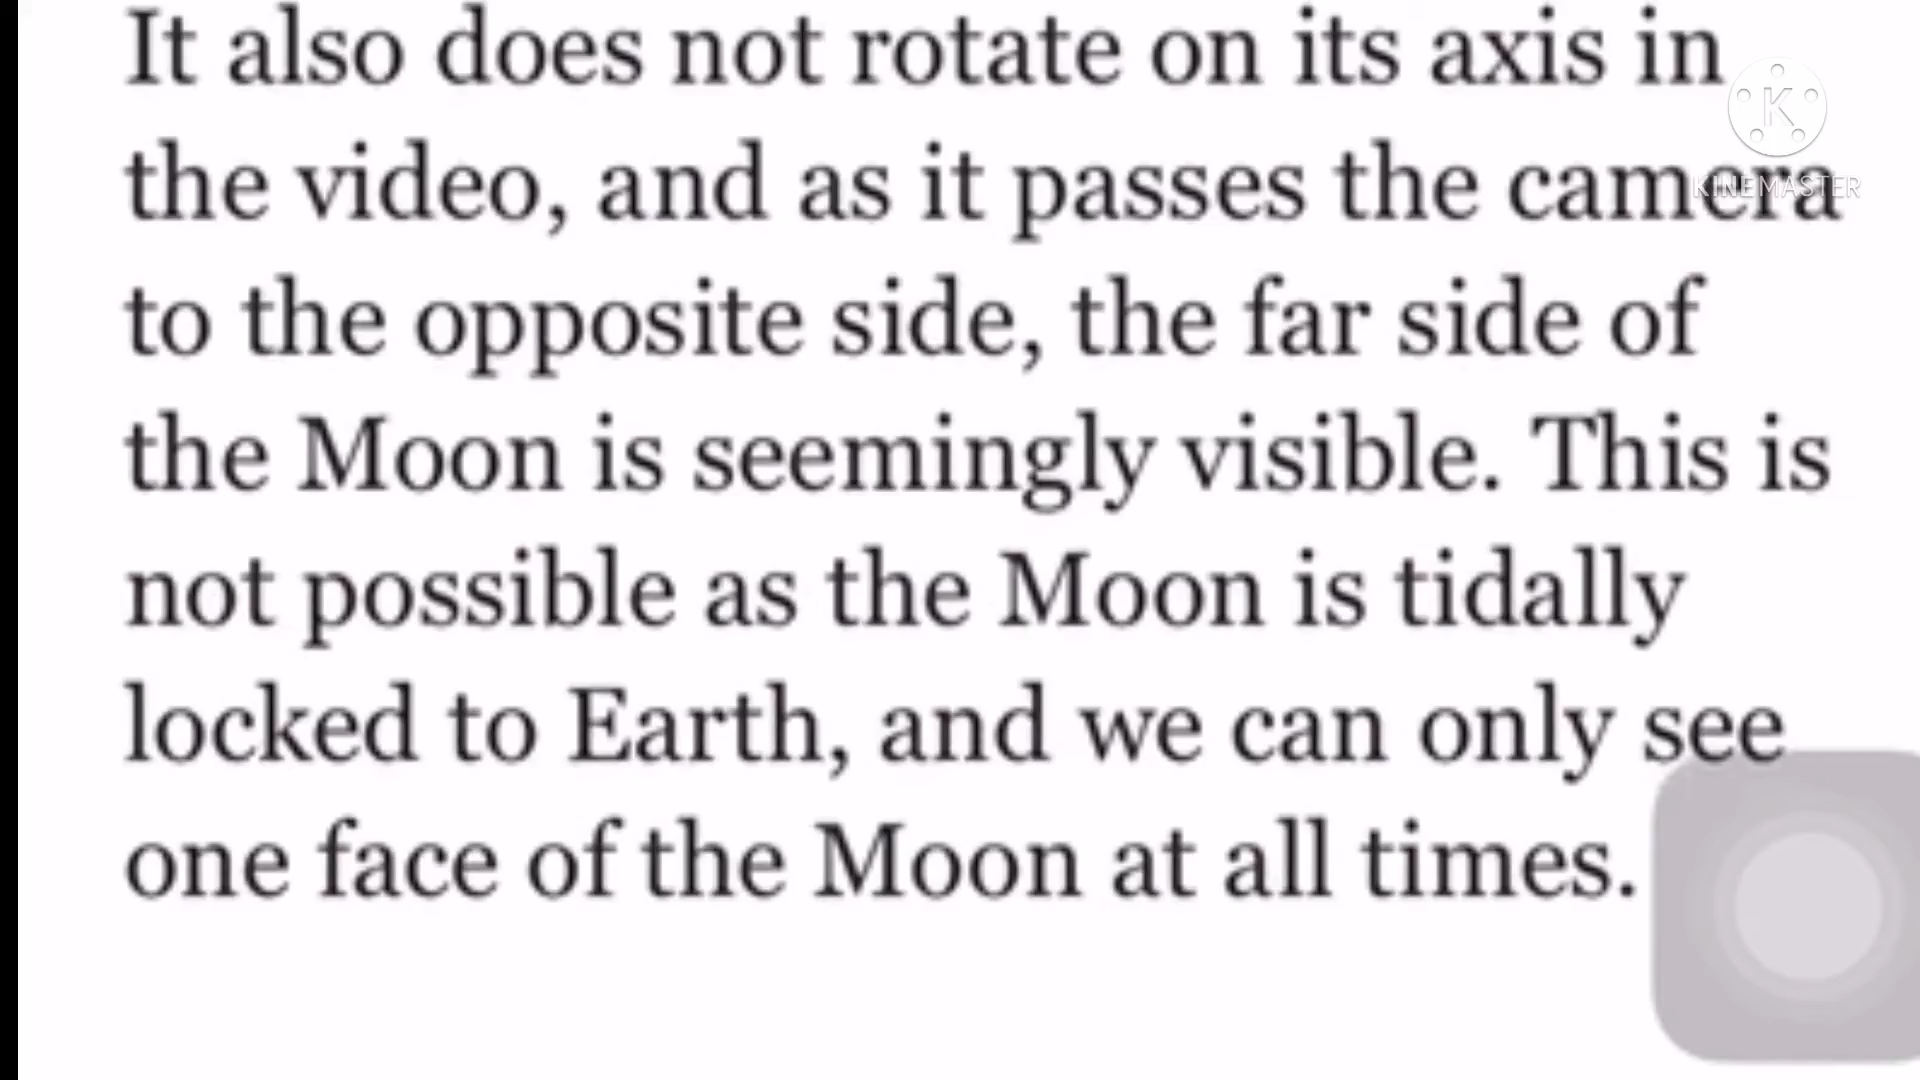 It also does not rotate on its axis in
the video, and as it passes the camera
to the opposite side, the far side of
the Moon is seemingly visible. This is
not possible as the Moon is tidally
locked to Earth, and we can only see
one face of the Moon at all times.
K
KINEMASTER